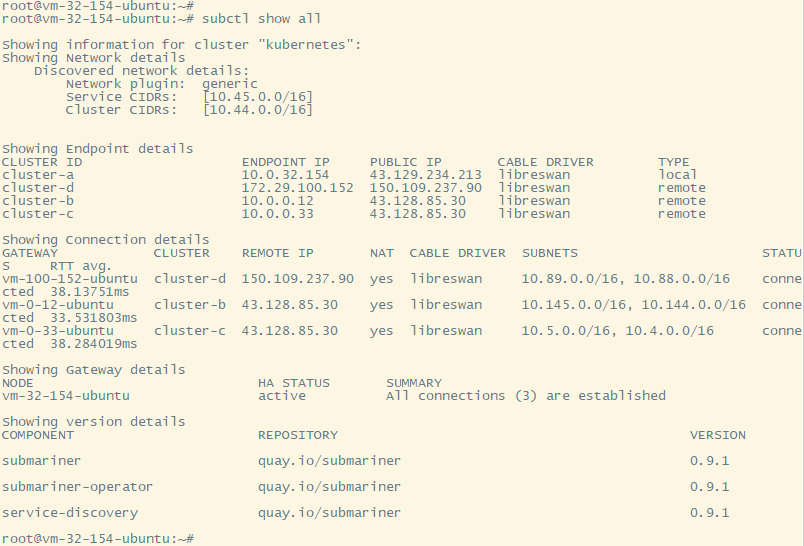 root@vm-32-154-ubuntu:~#
root@vm-32-154-ubuntu:~# subctl show all
Showing information for cluster "kubernetes":
Showing Network details
    Discovered network details:
        Network plugin:  generic
        Service CIDRs:   [10.45.0.0/16]
        Cluster CIDRs:   [10.44.0.0/16]
Showing Endpoint details
CLUSTER ID                    ENDPOINT IP     PUBLIC IP       CABLE DRIVER        TYPE
cluster-a                     10.0.32.154     43.129.234.213  libreswan           local
cluster-d                     172.29.100.152  150.109.237.90  libreswan           remote
cluster-b                     10.0.0.12       43.128.85.30    libreswan           remote
cluster-c                     10.0.0.33       43.128.85.30    libreswan           remote
Showing Connection details
GATEWAY            CLUSTER    REMOTE IP       NAT  CABLE DRIVER  SUBNETS                       STATU
S     RTT avg.
vm-100-152-ubuntu  cluster-d  150.109.237.90  yes  libreswan     10.89.0.0/16, 10.88.0.0/16    conne
cted  38.13751ms
vm-0-12-ubuntu     cluster-b  43.128.85.30    yes  libreswan     10.145.0.0/16, 10.144.0.0/16  conne
cted  33.531803ms
vm-0-33-ubuntu     cluster-c  43.128.85.30    yes  libreswan     10.5.0.0/16, 10.4.0.0/16      conne
cted  38.284019ms
Showing Gateway details
NODE                            HA STATUS       SUMMARY
vm-32-154-ubuntu                active          All connections (3) are established
Showing version details
COMPONENT                       REPOSITORY                                            VERSION
submariner                      quay.io/submariner                                    0.9.1
submariner-operator             quay.io/submariner                                    0.9.1
service-discovery               quay.io/submariner                                    0.9.1
root@vm-32-154-ubuntu:~#